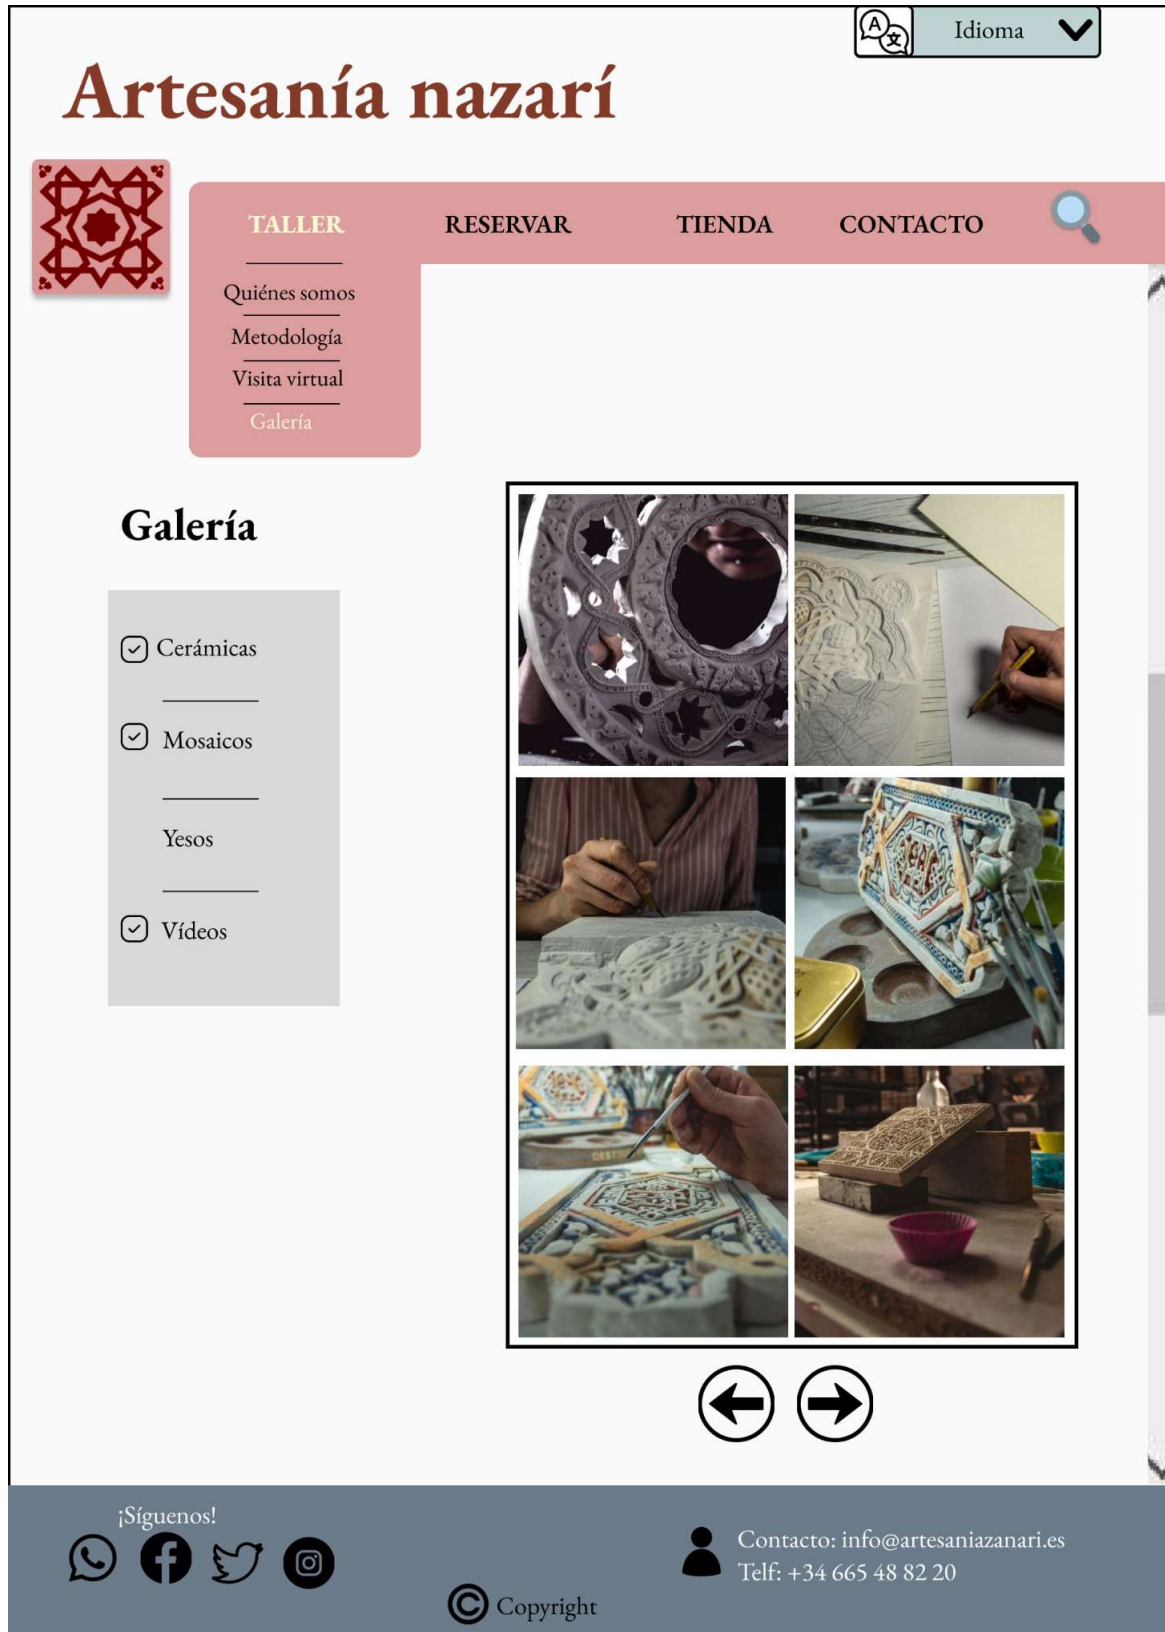 Idioma
Artesanía nazarí
TALLER RESERVAR TIENDA CONTACTO
Quiénes somos
Metodología
Visita virtual
Galería
Galería
Cerámicas
Mosaicos
Yesos
Vídeos
¡Síguenos!
Contacto: info@artesaniazanari.es
Telf: +34 665 48 82 20
© Copyright